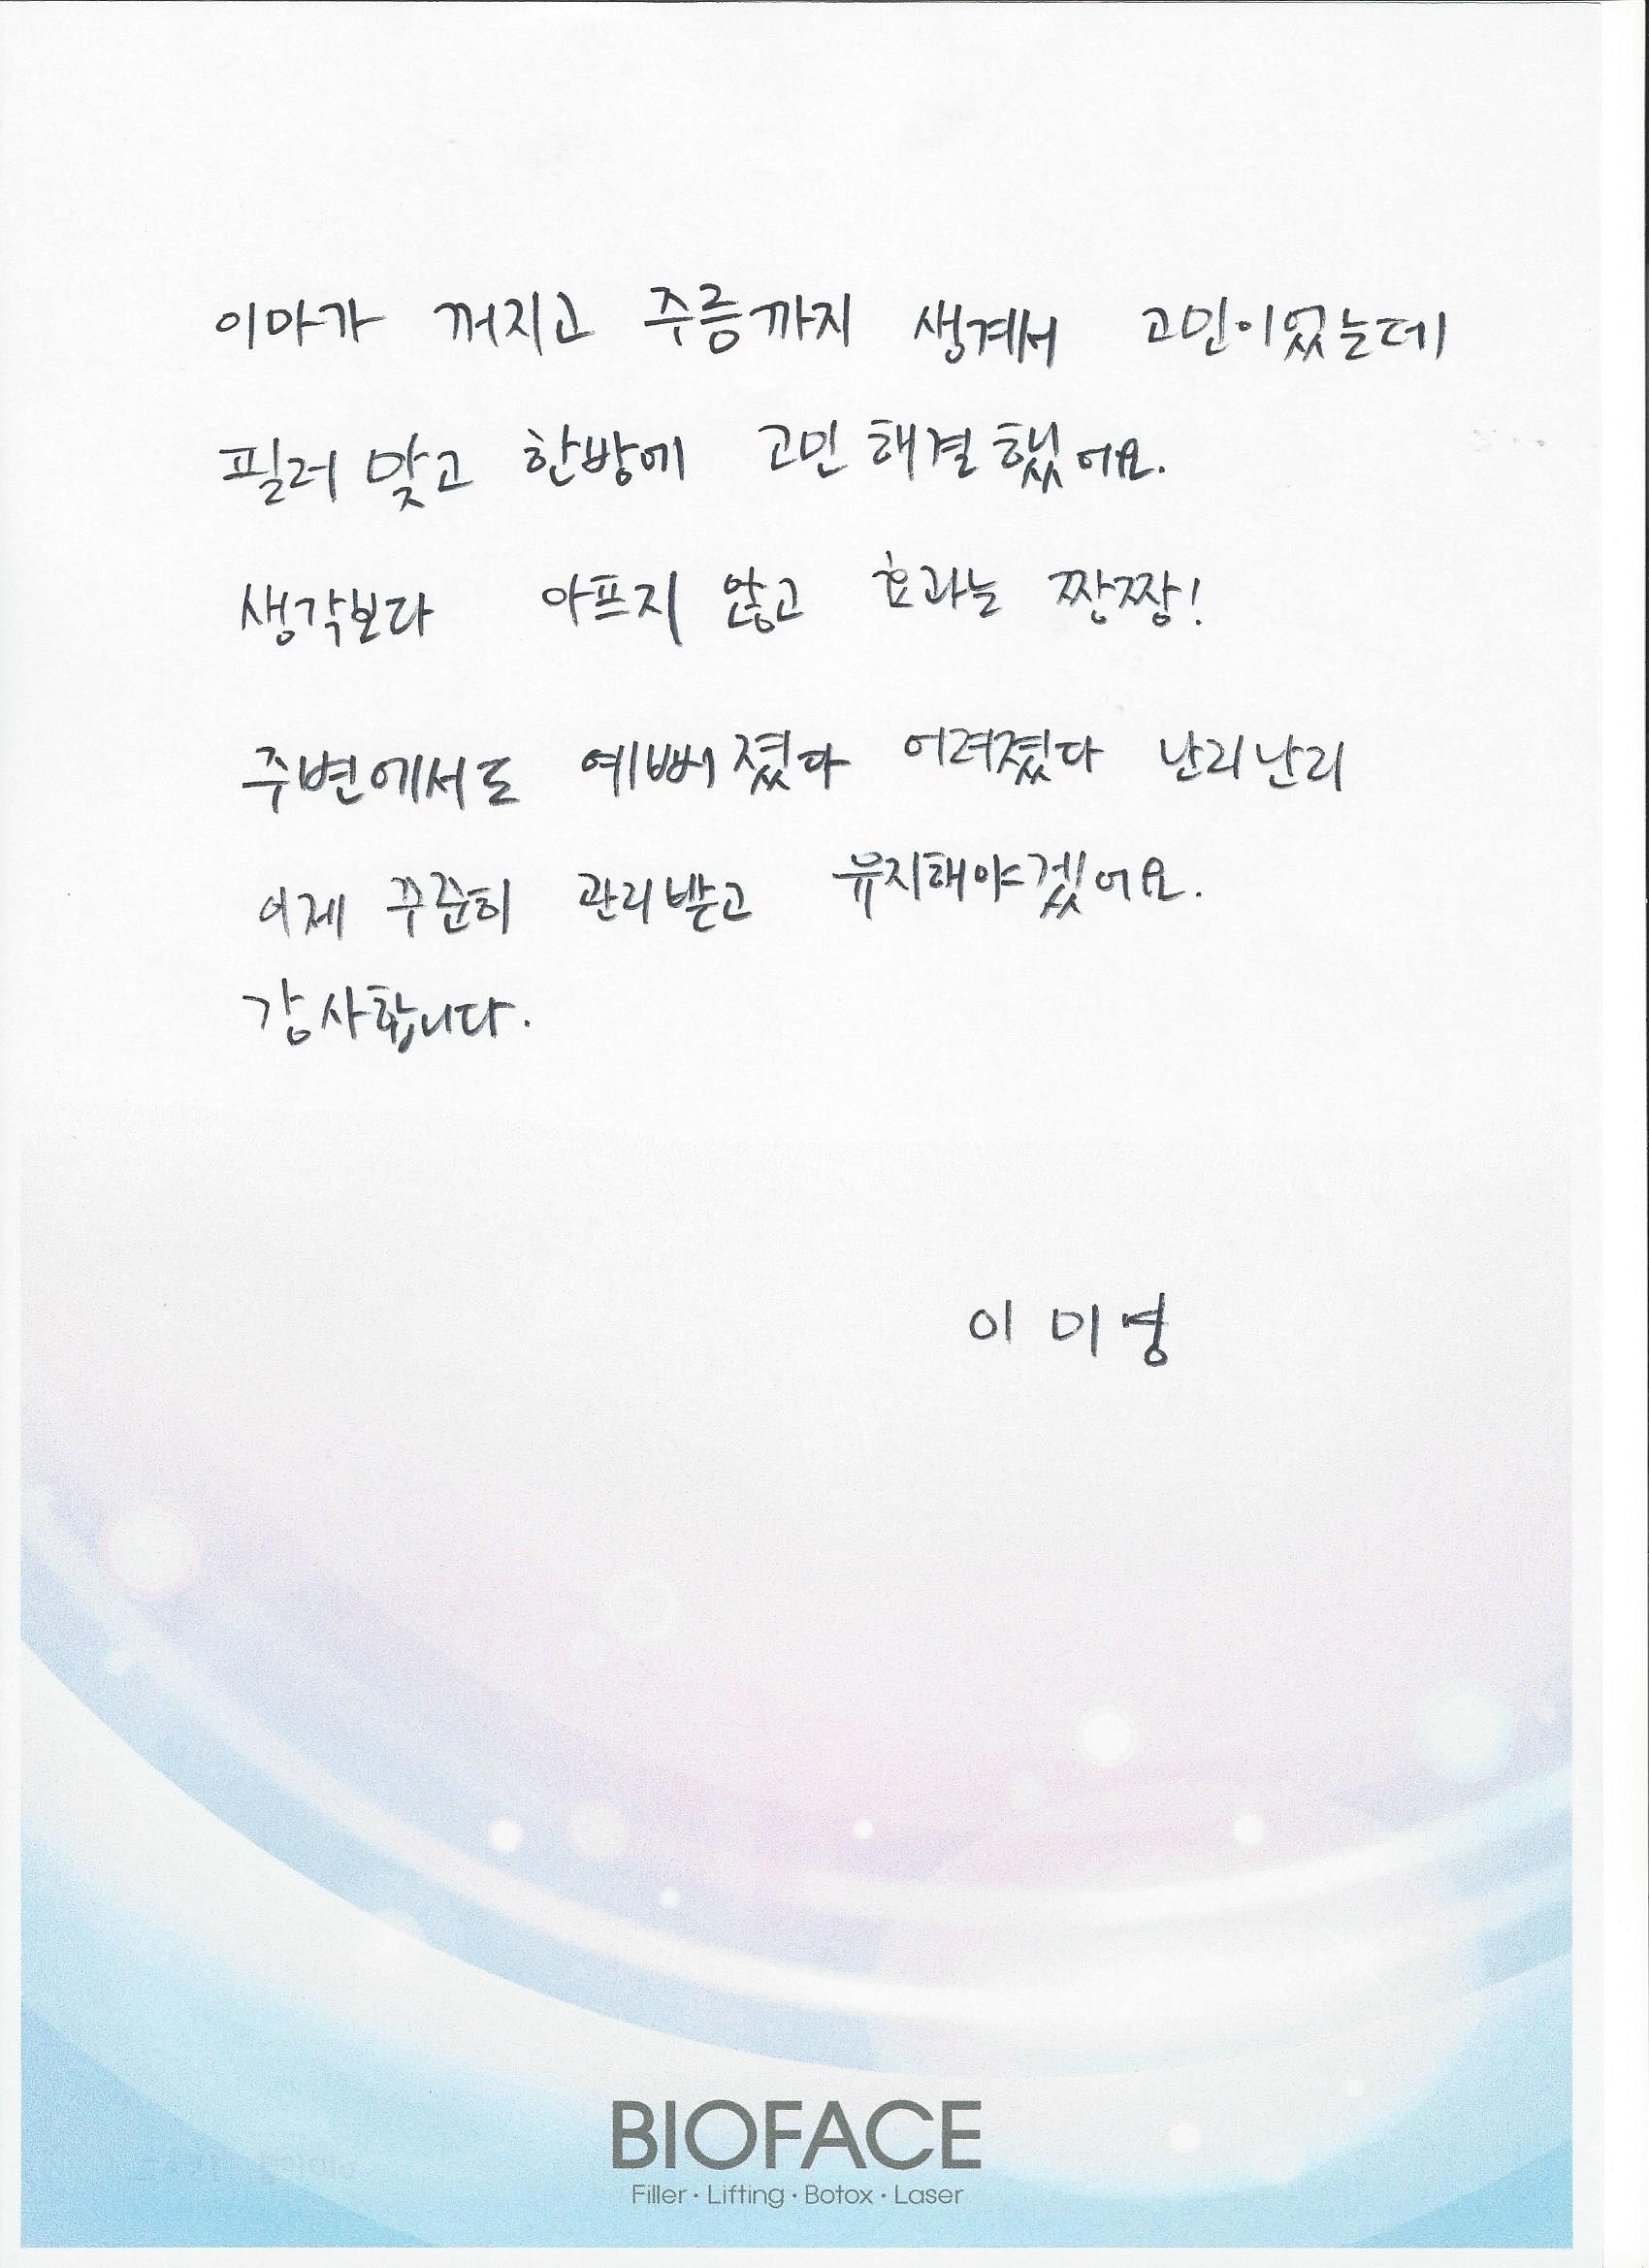 이마가 꺼지고 주름까지 생겨서 고민이었는데
필러 맞고 한방에 고민 해결했어요.
생각보다 아프지 않고 효과는 짱짱!
주변에서도 예뻐졌다 어려졌다 난리난리
이제 꾸준히 관리받고 유지해야겠어요.
감사합니다.
이미영
BIOFACE
Filler · Lifting · Botox · Laser